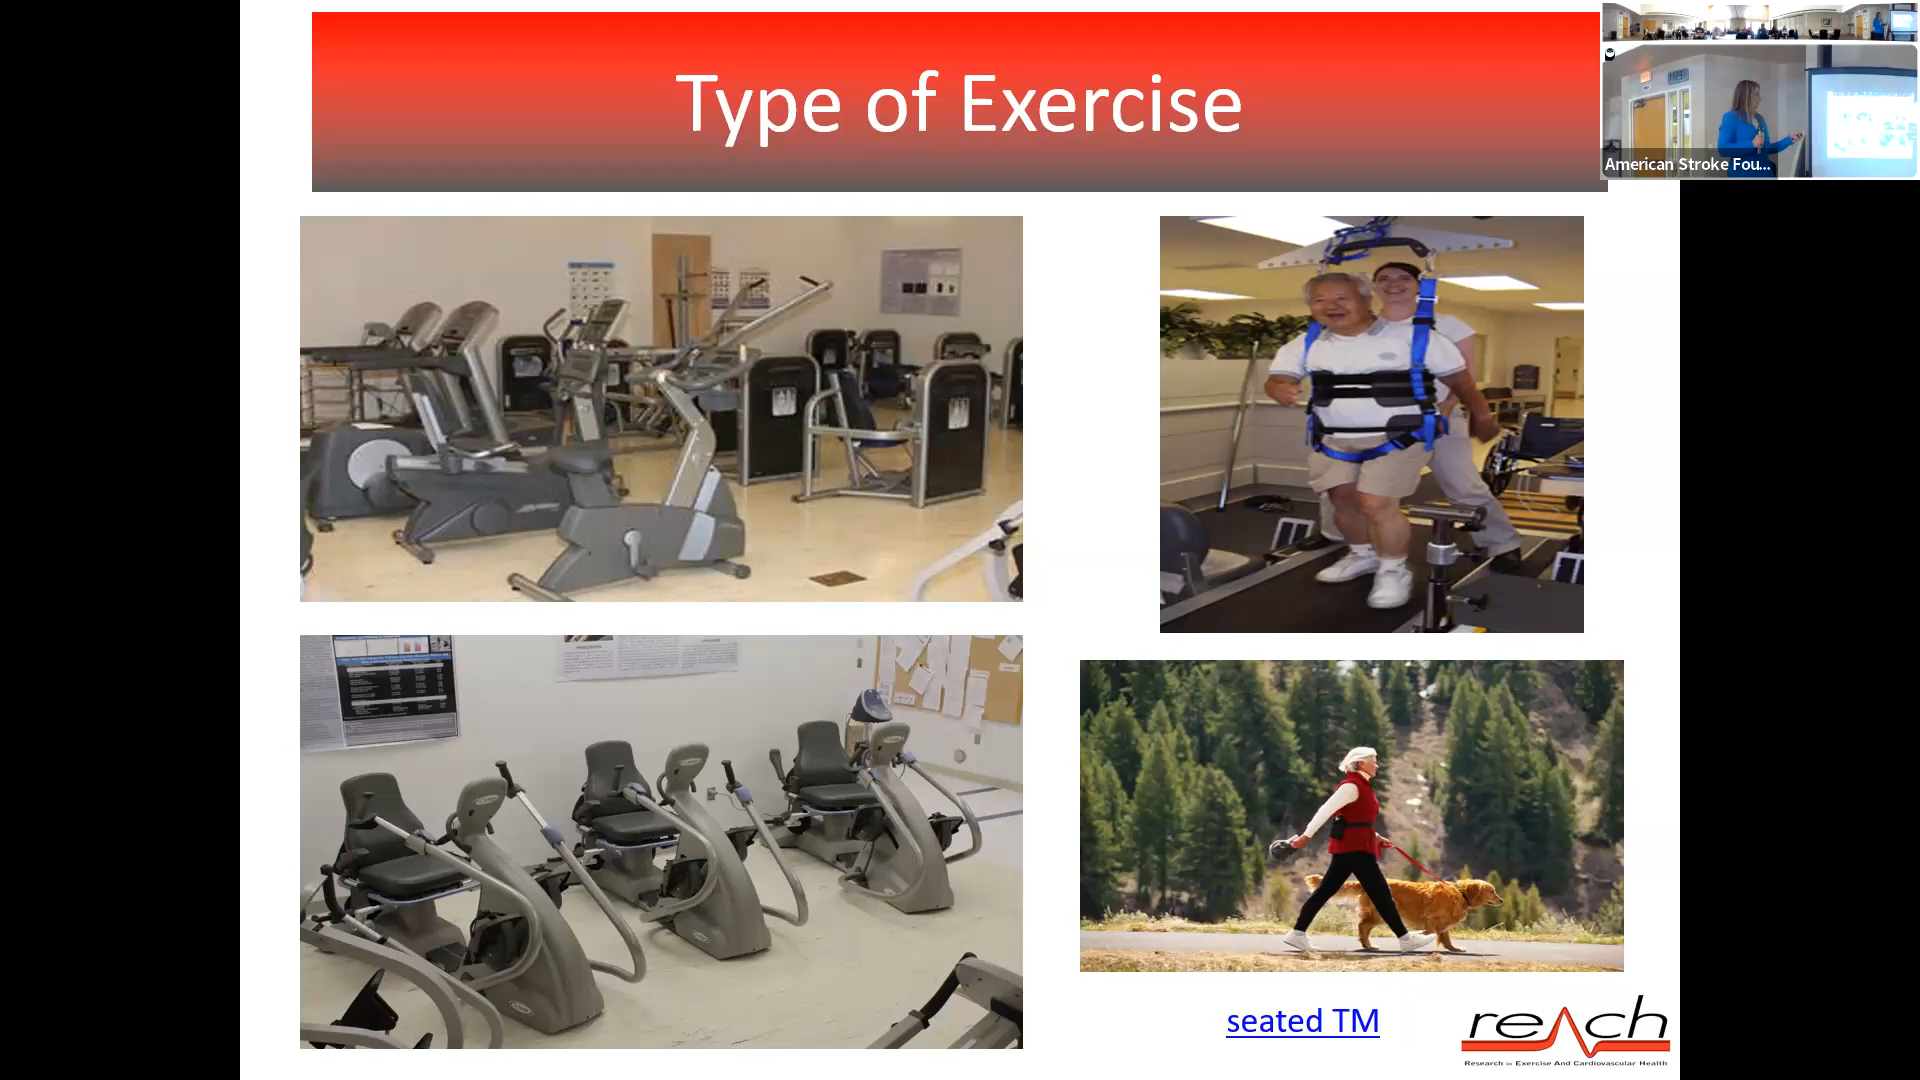 Type of Exercise
American Stroke Fou...
seated TM
reach
Research in Exercise And Cardiovascular Health